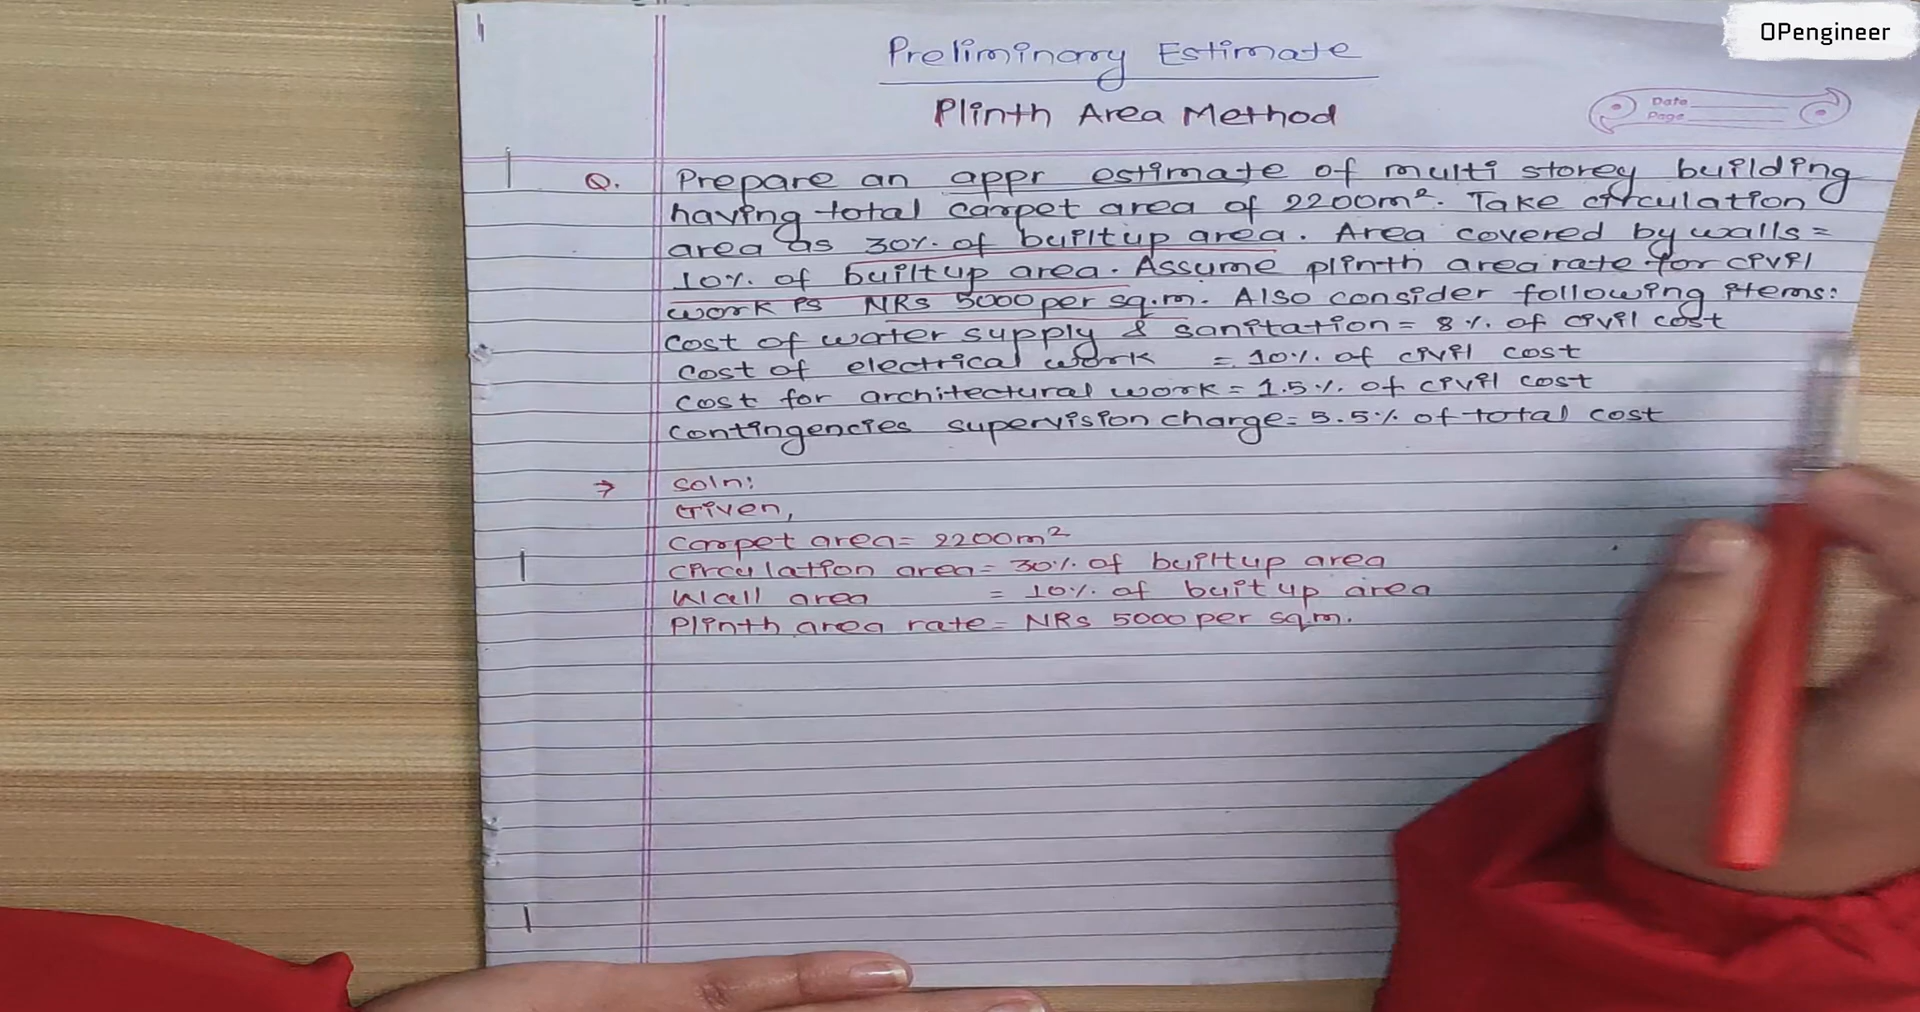 OPengineer
Preliminary Estimate
Plinth Area Method
Date
Page
Q. Prepare an appr estimate of multi storey building
having total carpet area of 2200m². Take circulation
area as 30% of builtup area. Area covered by walls =
10% of builtup area. Assume plinth area rate for civil
work is NRs 5000 per sq.m. Also consider following items:
cost of water supply & sanitation = 8% of civil cost
cost of electrical work = 10% of civil cost
cost for architectural work = 1.5% of civil cost
contingencies supervision charge = 5.5% of total cost
→ Soln:
Given,
carpet area = 2200m²
circulation area = 30% of builtup area
Wall area = 10% of buitup area
Plinth area rate = NRs 5000 per sq.m.